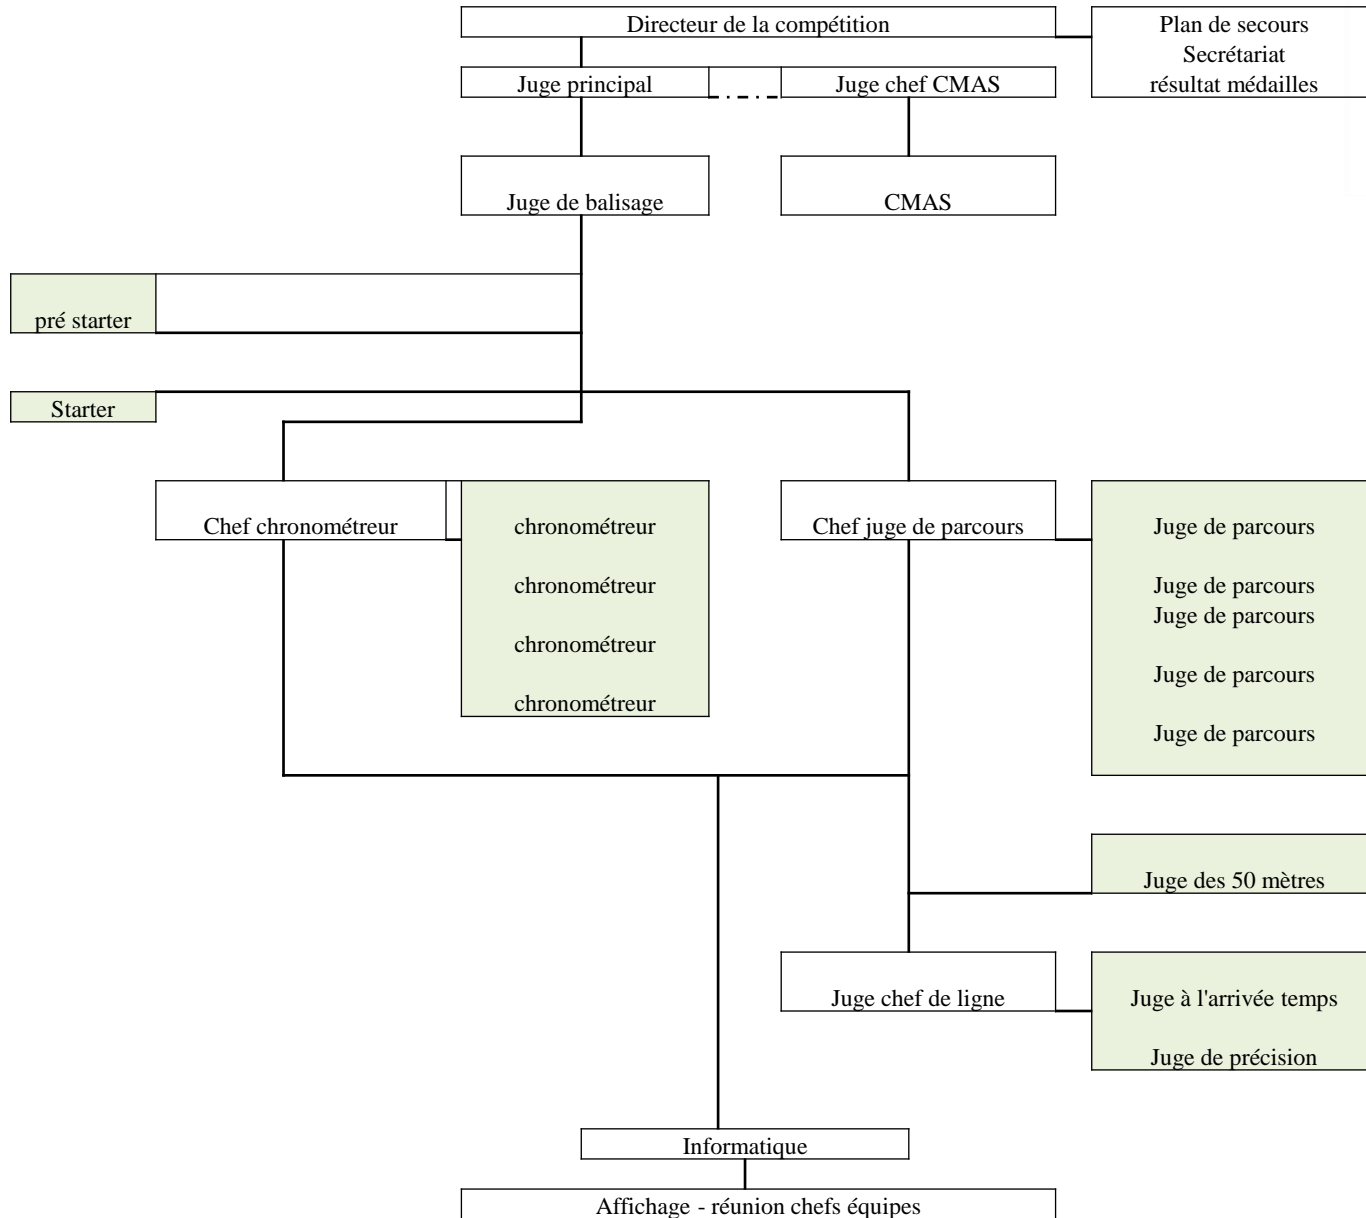 Directeur de la compétition
Plan de secours
Secrétariat
résultat médailles
Juge principal
Juge chef CMAS
Juge de balisage
CMAS
pré starter
Starter
Chef chronométreur
chronométreur
chronométreur
chronométreur
chronométreur
Chef juge de parcours
Juge de parcours
Juge de parcours
Juge de parcours
Juge de parcours
Juge de parcours
Juge des 50 mètres
Juge chef de ligne
Juge à l'arrivée temps
Juge de précision
Informatique
Affichage - réunion chefs équipes